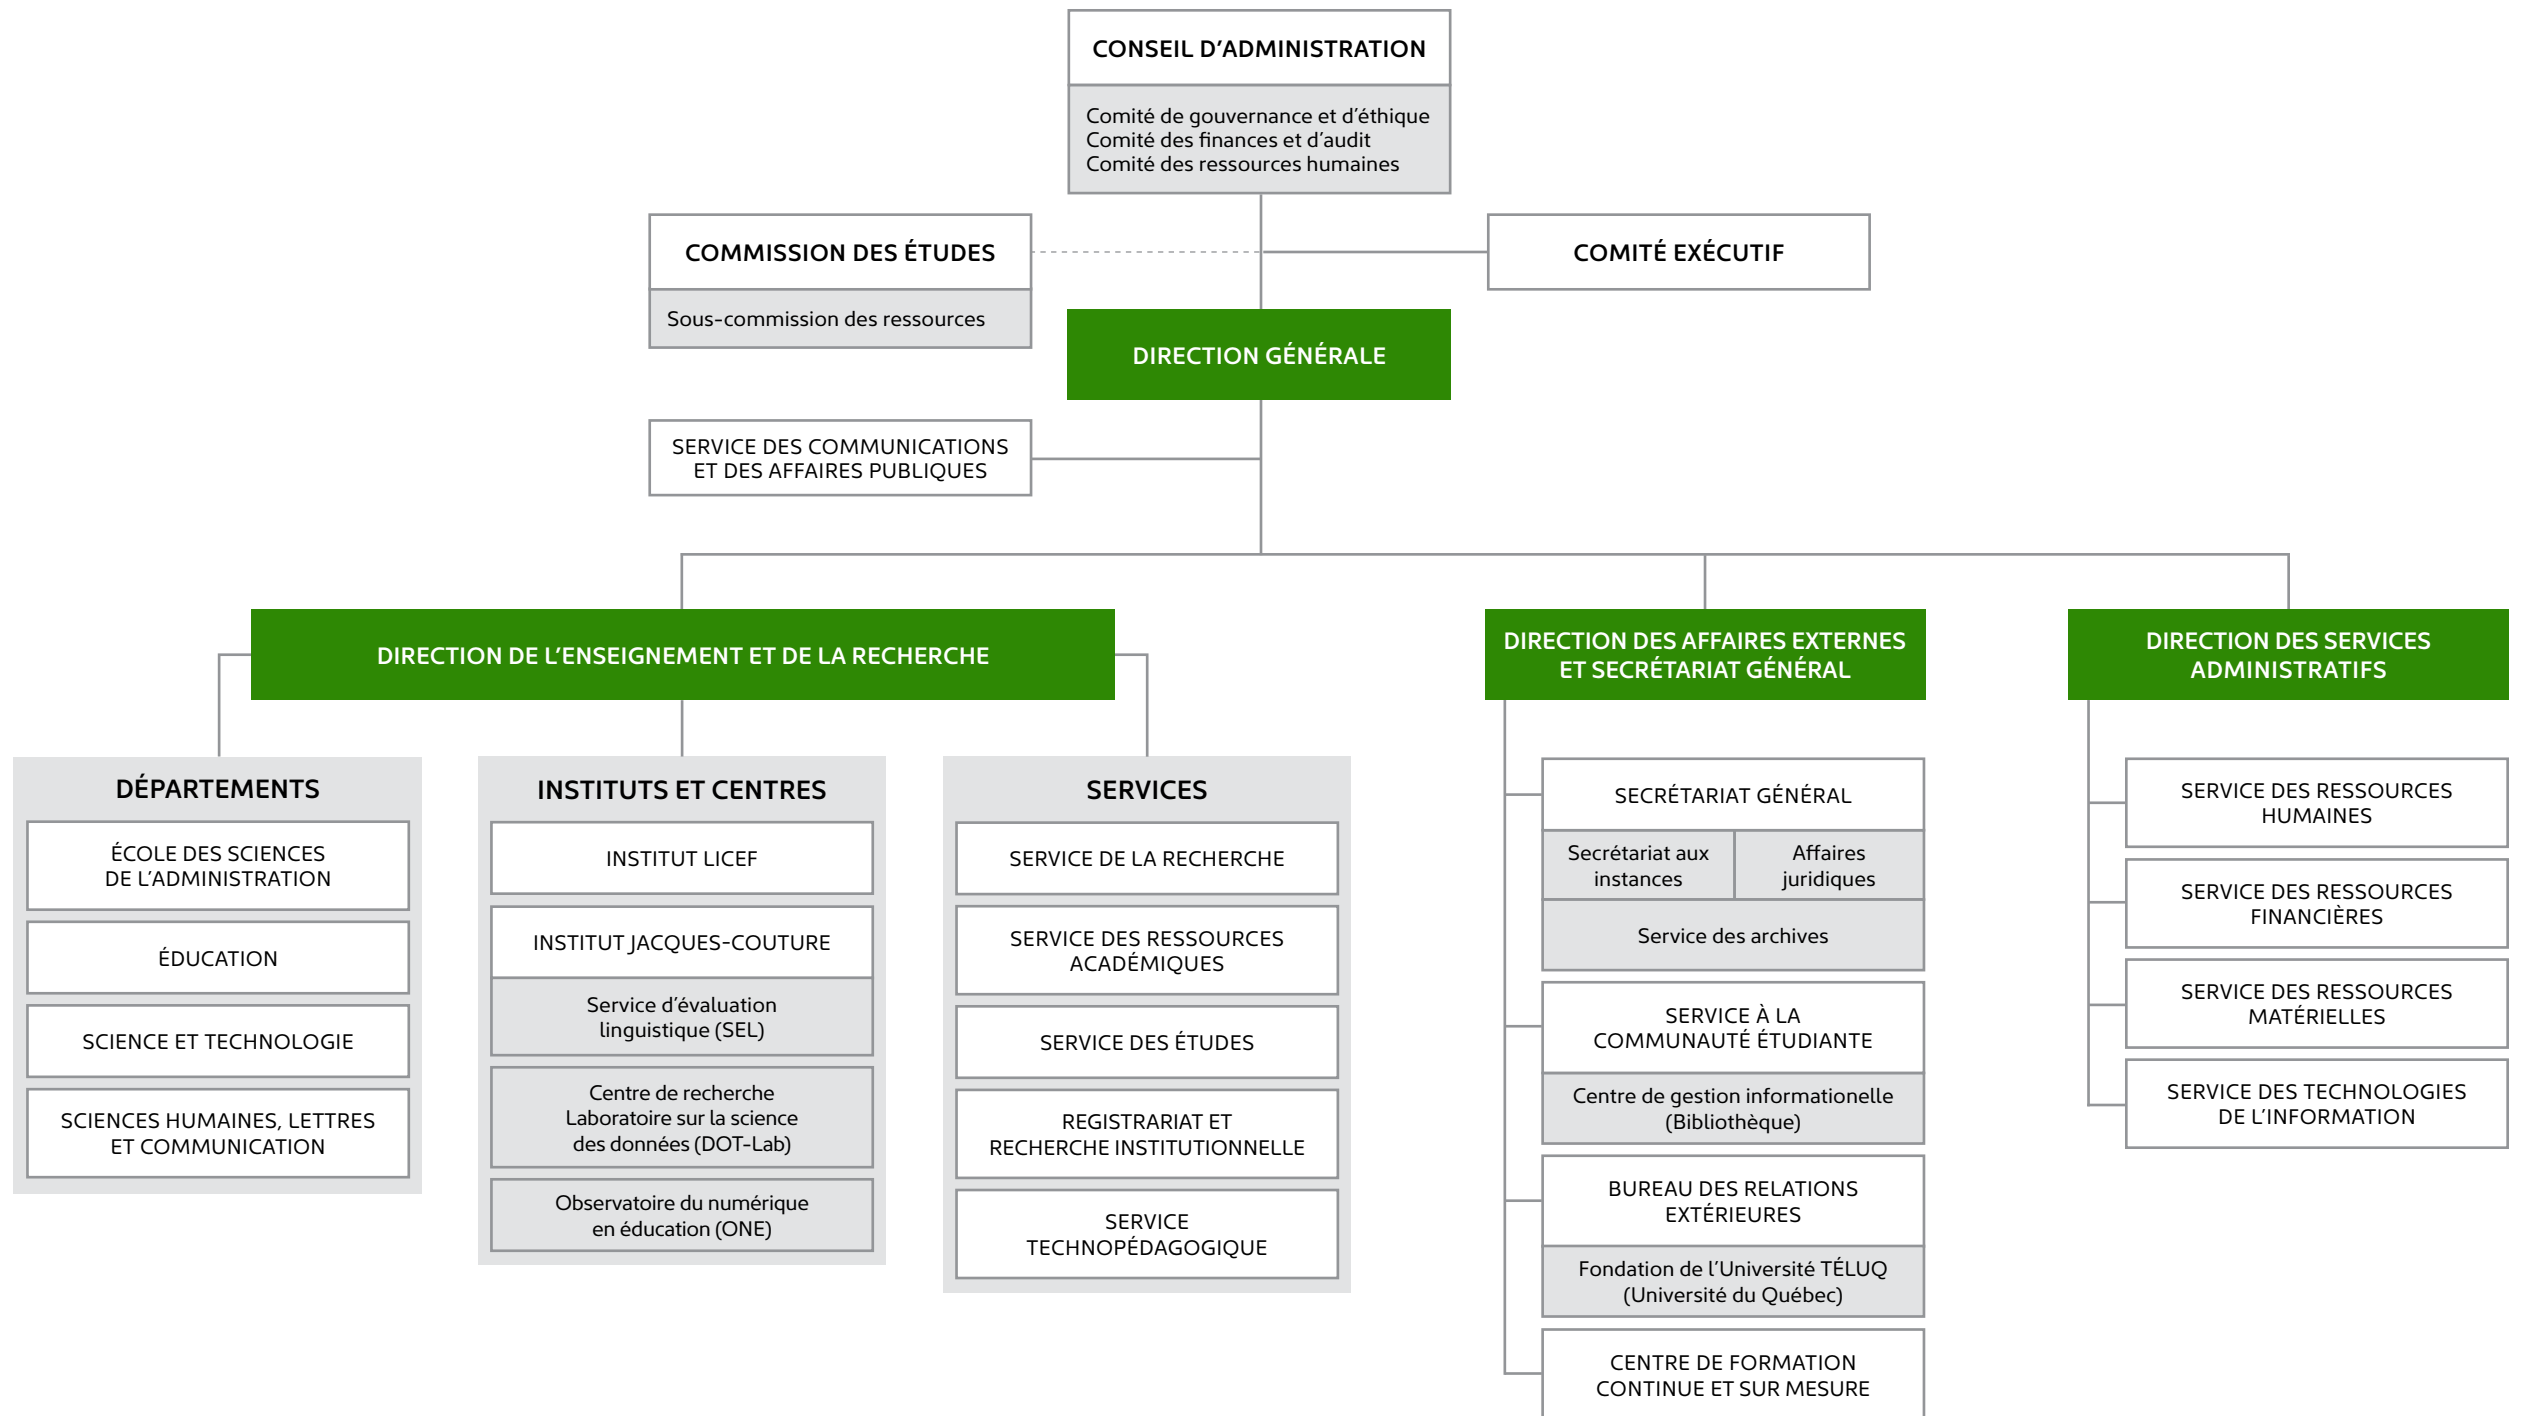 CONSEIL D'ADMINISTRATION
Comité de gouvernance et d'éthique
Comité des finances et d'audit
Comité des ressources humaines
COMMISSION DES ÉTUDES
Sous-commission des ressources
COMITÉ EXÉCUTIF
DIRECTION GÉNÉRALE
SERVICE DES COMMUNICATIONS
ET DES AFFAIRES PUBLIQUES
DIRECTION DE L'ENSEIGNEMENT ET DE LA RECHERCHE
DÉPARTEMENTS
ÉCOLE DES SCIENCES
DE L'ADMINISTRATION
ÉDUCATION
SCIENCE ET TECHNOLOGIE
SCIENCES HUMAINES, LETTRES
ET COMMUNICATION
INSTITUTS ET CENTRES
INSTITUT LICEF
INSTITUT JACQUES-COUTURE
Service d'évaluation
linguistique (SEL)
Centre de recherche
Laboratoire sur la science
des données (DOT-Lab)
Observatoire du numérique
en éducation (ONE)
SERVICES
SERVICE DE LA RECHERCHE
SERVICE DES RESSOURCES
ACADÉMIQUES
SERVICE DES ÉTUDES
REGISTRARIAT ET
RECHERCHE INSTITUTIONNELLE
SERVICE
TECHNOPÉDAGOGIQUE
DIRECTION DES AFFAIRES EXTERNES
ET SECRÉTARIAT GÉNÉRAL
SECRÉTARIAT GÉNÉRAL
Secrétariat aux
instances
Affaires
juridiques
Service des archives
SERVICE À LA
COMMUNAUTÉ ÉTUDIANTE
Centre de gestion informationelle
(Bibliothèque)
BUREAU DES RELATIONS
EXTÉRIEURES
Fondation de l'Université TÉLUQ
(Université du Québec)
CENTRE DE FORMATION
CONTINUE ET SUR MESURE
DIRECTION DES SERVICES
ADMINISTRATIFS
SERVICE DES RESSOURCES
HUMAINES
SERVICE DES RESSOURCES
FINANCIÈRES
SERVICE DES RESSOURCES
MATÉRIELLES
SERVICE DES TECHNOLOGIES
DE L'INFORMATION